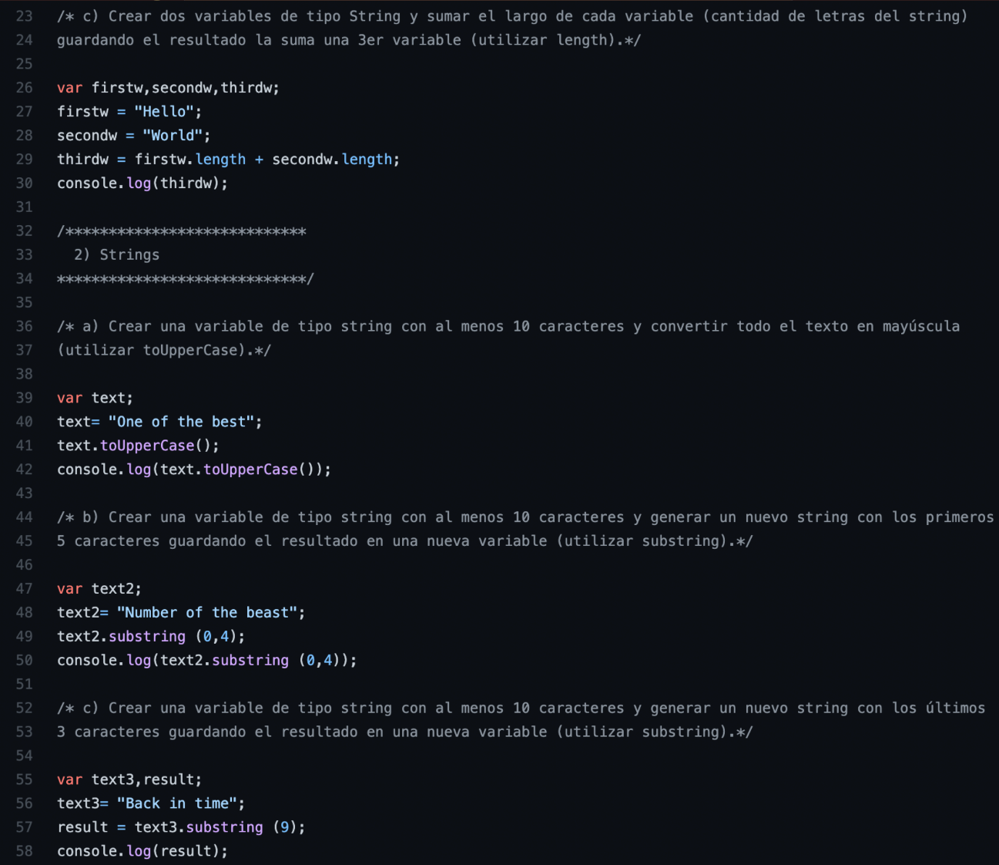 23 /* c) Crear dos variables de tipo String y sumar el largo de cada variable (cantidad de letras del string)
24 guardando el resultado la suma una 3er variable (utilizar length).*/
25
26 var firstw,secondw,thirdw;
27 firstw = "Hello";
28 secondw = "World";
29 thirdw = firstw.length + secondw.length;
30 console.log(thirdw);
31
32 /****************************
33   2) Strings
34 *****************************/
35
36 /* a) Crear una variable de tipo string con al menos 10 caracteres y convertir todo el texto en mayúscula
37 (utilizar toUpperCase).*/
38
39 var text;
40 text= "One of the best";
41 text.toUpperCase();
42 console.log(text.toUpperCase());
43
44 /* b) Crear una variable de tipo string con al menos 10 caracteres y generar un nuevo string con los primeros
45 5 caracteres guardando el resultado en una nueva variable (utilizar substring).*/
46
47 var text2;
48 text2= "Number of the beast";
49 text2.substring (0,4);
50 console.log(text2.substring (0,4));
51
52 /* c) Crear una variable de tipo string con al menos 10 caracteres y generar un nuevo string con los últimos
53 3 caracteres guardando el resultado en una nueva variable (utilizar substring).*/
54
55 var text3,result;
56 text3= "Back in time";
57 result = text3.substring (9);
58 console.log(result);